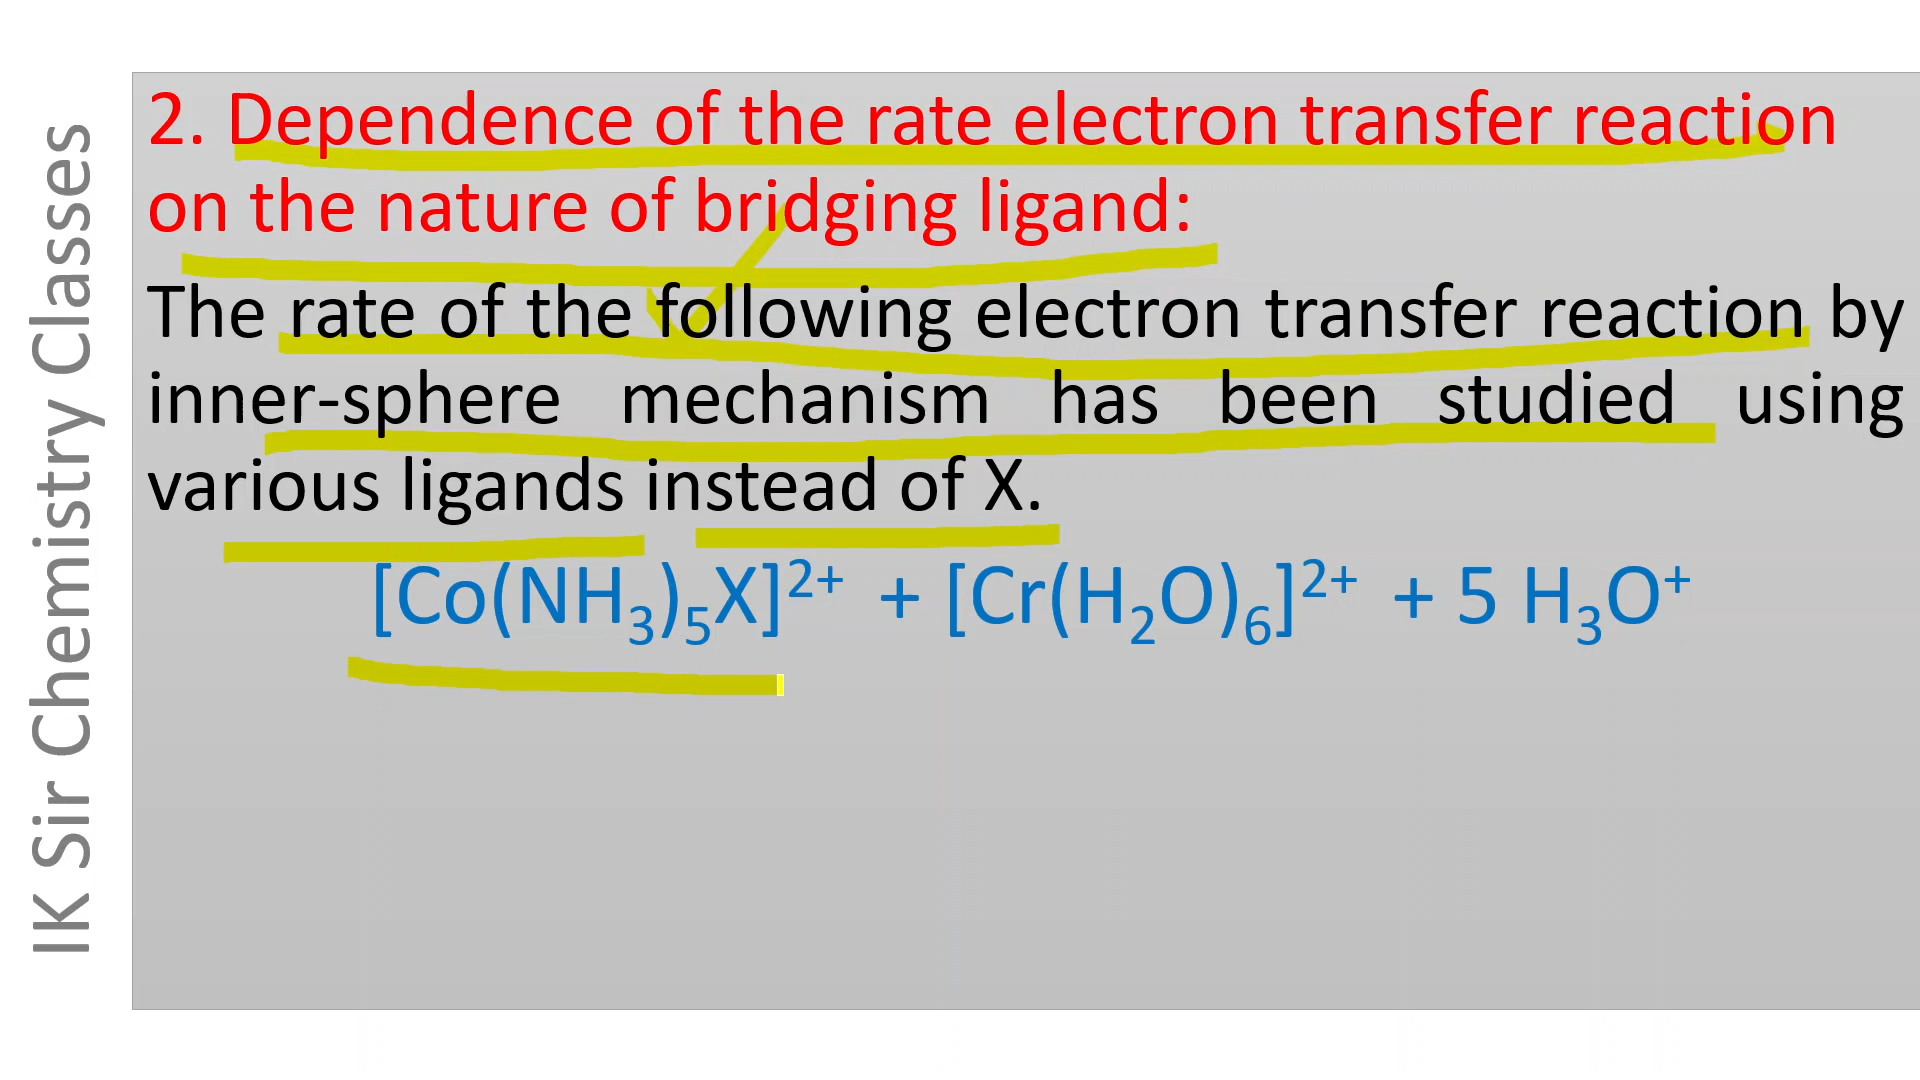 IK Sir Chemistry Classes
2. Dependence of the rate electron transfer reaction
on the nature of bridging ligand:
The rate of the following electron transfer reaction by
inner-sphere mechanism has been studied using
various ligands instead of X.
[Co(NH₃)₅X]²⁺ + [Cr(H₂O)₆]²⁺ + 5 H₃O⁺